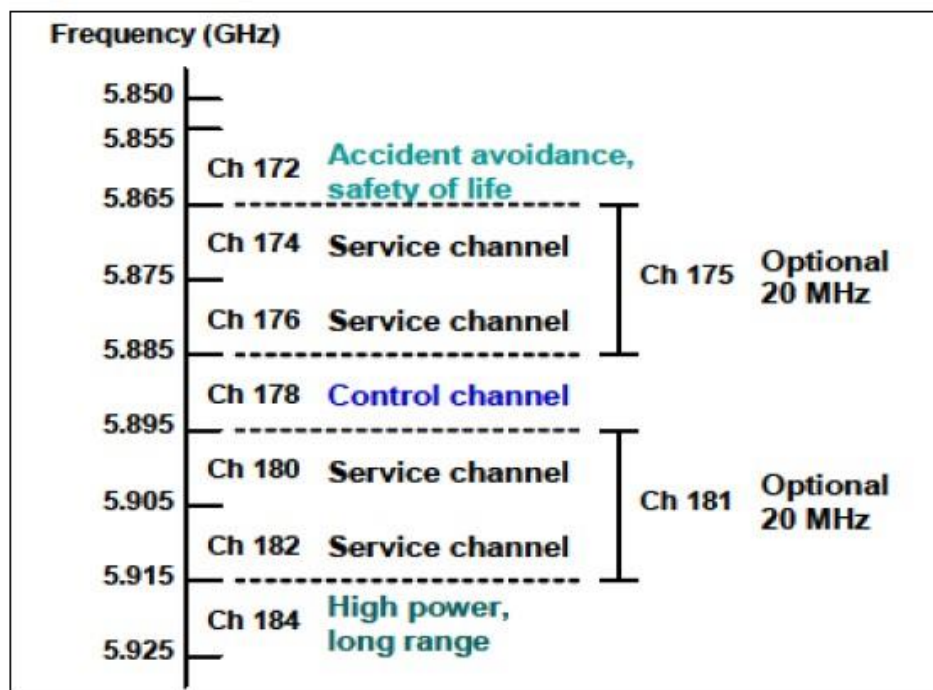 Frequency (GHz)
5.850
5.855
Ch 172 Accident avoidance,
safety of life
5.865
Ch 174 Service channel
Ch 175 Optional
20 MHz
5.875
Ch 176 Service channel
5.885
Ch 178 Control channel
5.895
Ch 180 Service channel
Ch 181 Optional
20 MHz
5.905
Ch 182 Service channel
5.915
Ch 184 High power,
long range
5.925